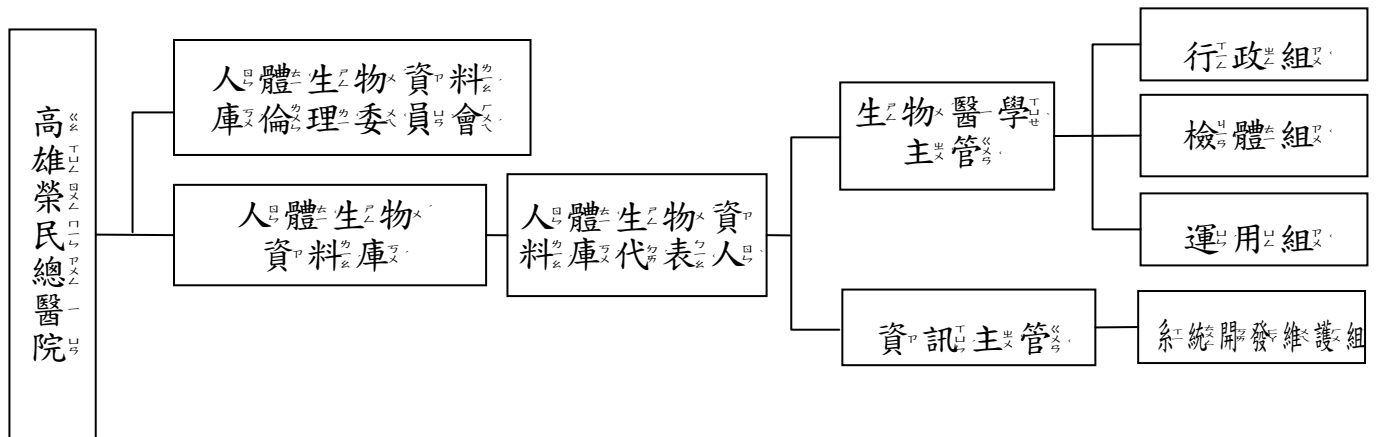 高雄榮民總醫院
人體生物資料
庫倫理委員會
人體生物
資料庫
人體生物資
料庫代表人
生物醫學
主管
行政組
檢體組
運用組
資訊主管
系統開發維護組